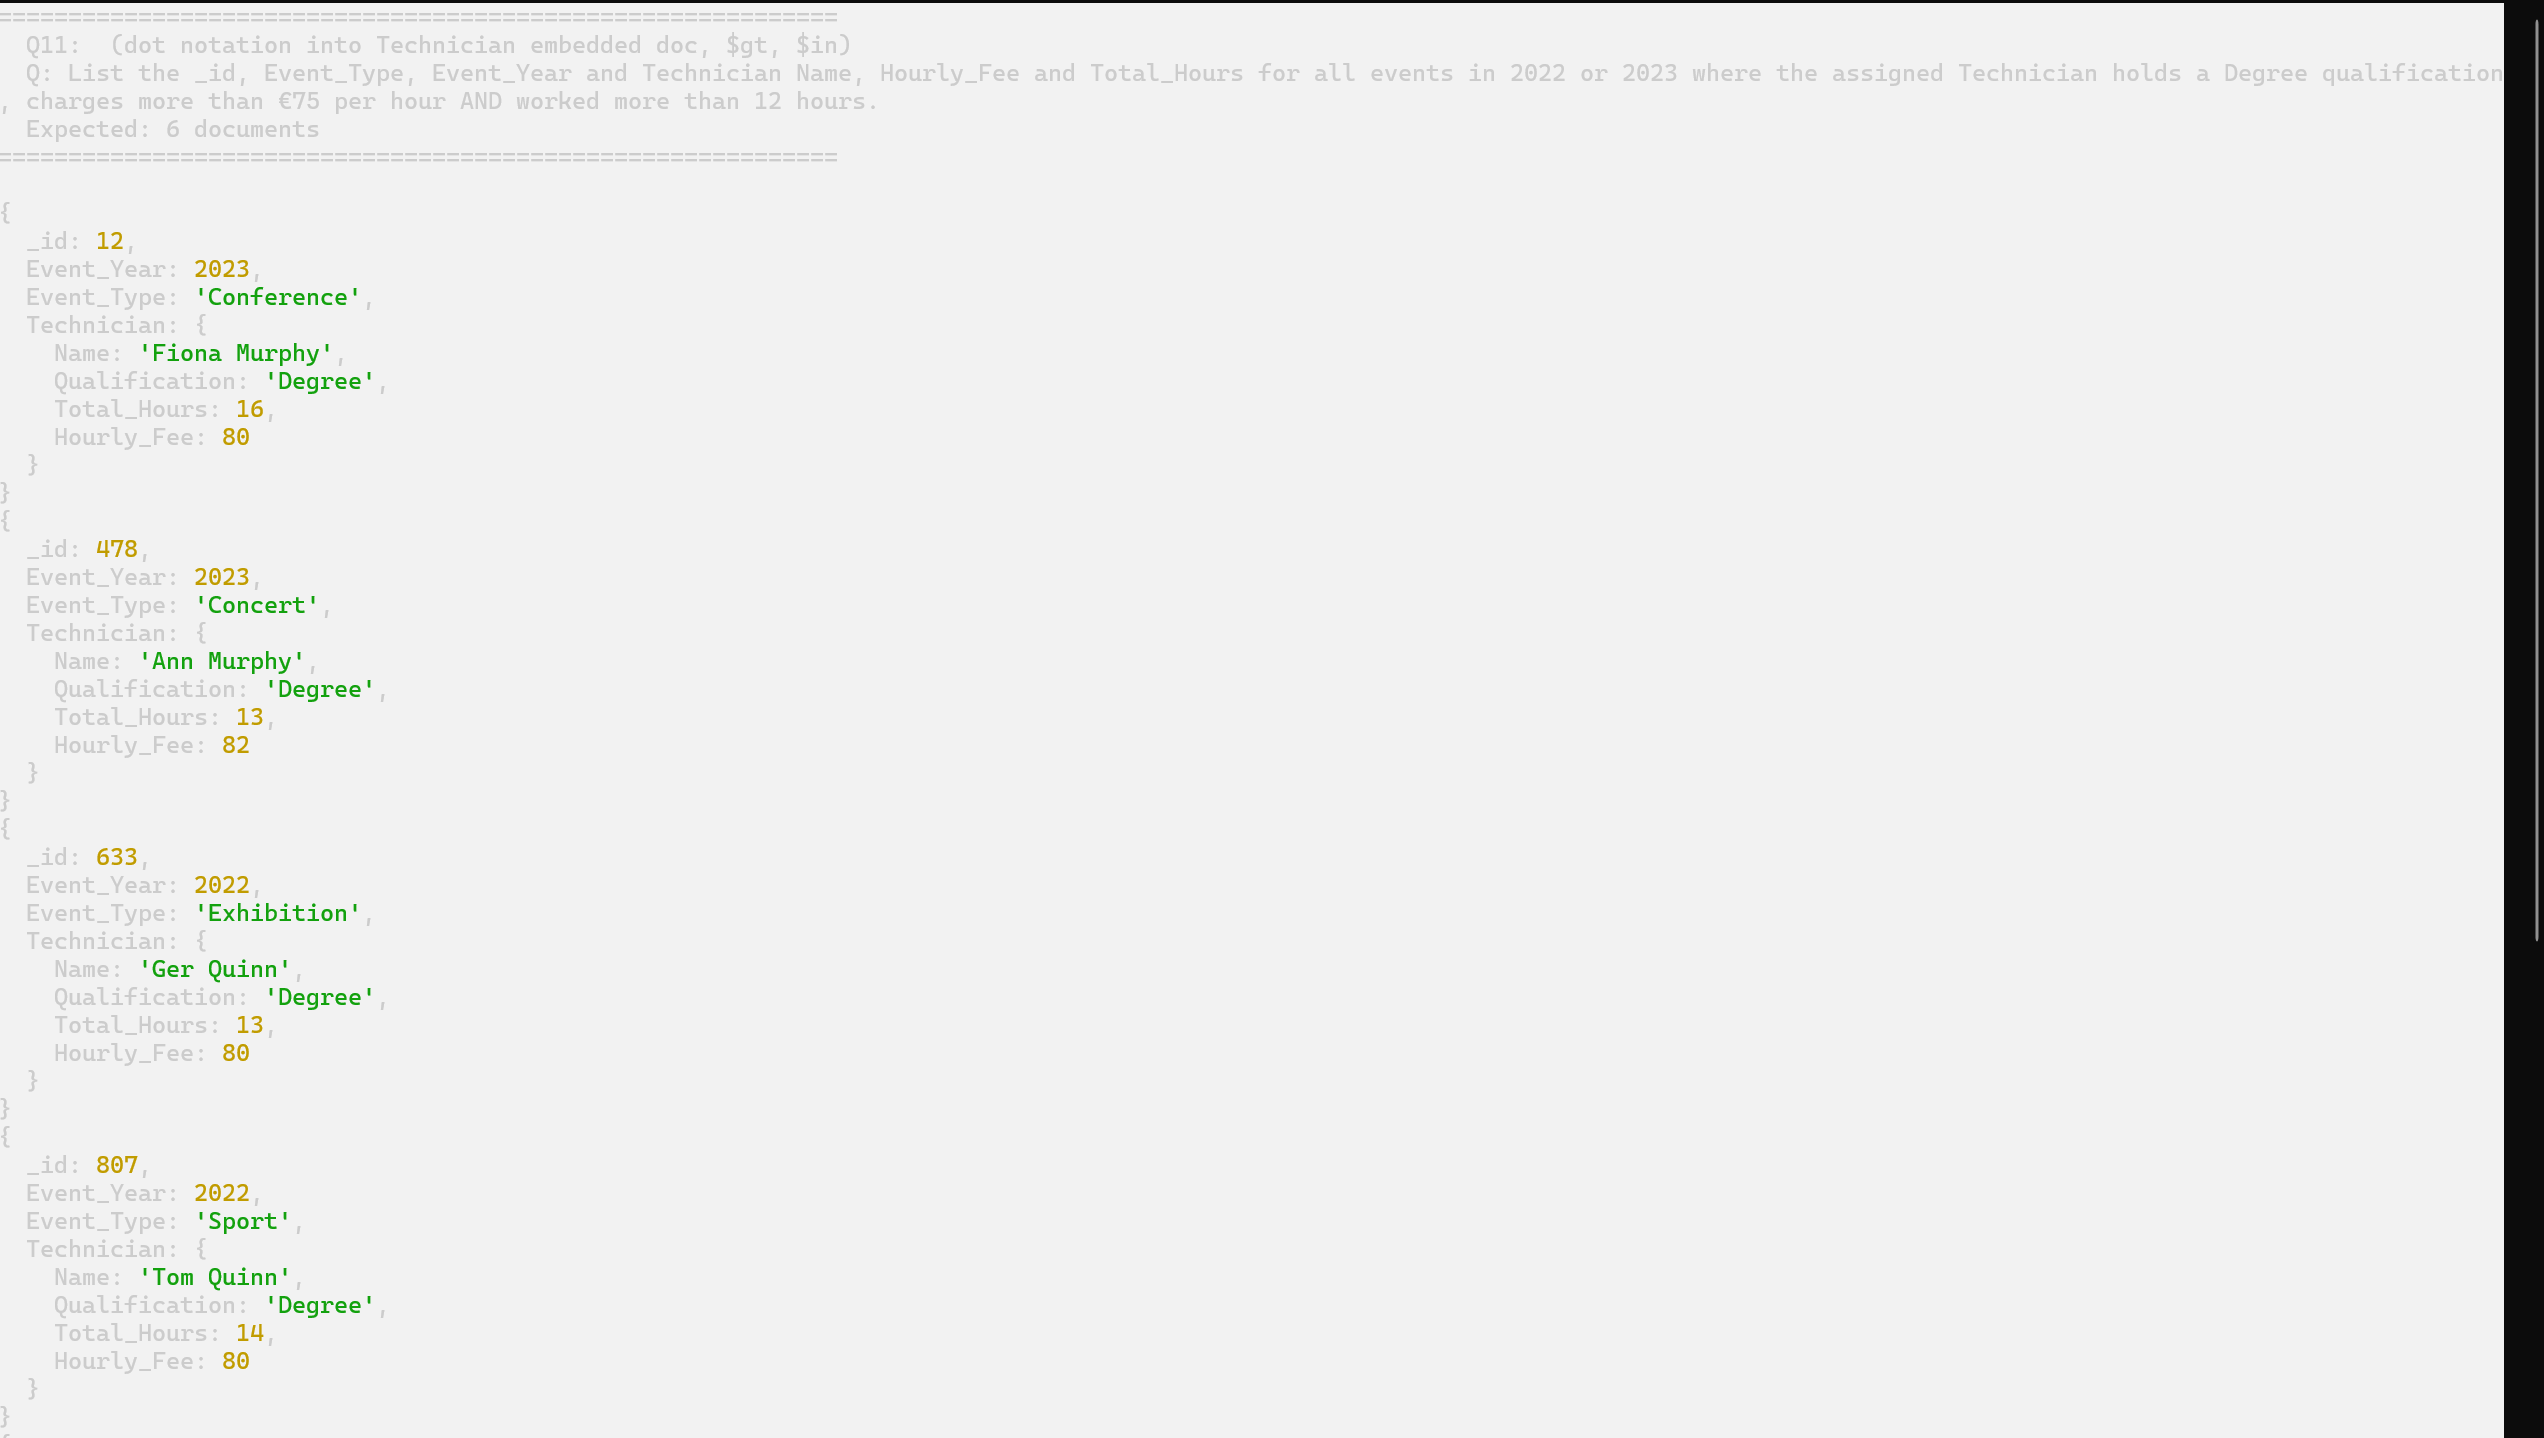 ============================================================
Q11:  (dot notation into Technician embedded doc, $gt, $in)
Q: List the _id, Event_Type, Event_Year and Technician Name, Hourly_Fee and Total_Hours for all events in 2022 or 2023 where the assigned Technician holds a Degree qualification
, charges more than €75 per hour AND worked more than 12 hours.
Expected: 6 documents
============================================================
{
_id: 12,
Event_Year: 2023,
Event_Type: 'Conference',
Technician: {
Name: 'Fiona Murphy',
Qualification: 'Degree',
Total_Hours: 16,
Hourly_Fee: 80
}
}
{
_id: 478,
Event_Year: 2023,
Event_Type: 'Concert',
Technician: {
Name: 'Ann Murphy',
Qualification: 'Degree',
Total_Hours: 13,
Hourly_Fee: 82
}
}
{
_id: 633,
Event_Year: 2022,
Event_Type: 'Exhibition',
Technician: {
Name: 'Ger Quinn',
Qualification: 'Degree',
Total_Hours: 13,
Hourly_Fee: 80
}
}
{
_id: 807,
Event_Year: 2022,
Event_Type: 'Sport',
Technician: {
Name: 'Tom Quinn',
Qualification: 'Degree',
Total_Hours: 14,
Hourly_Fee: 80
}
}
{